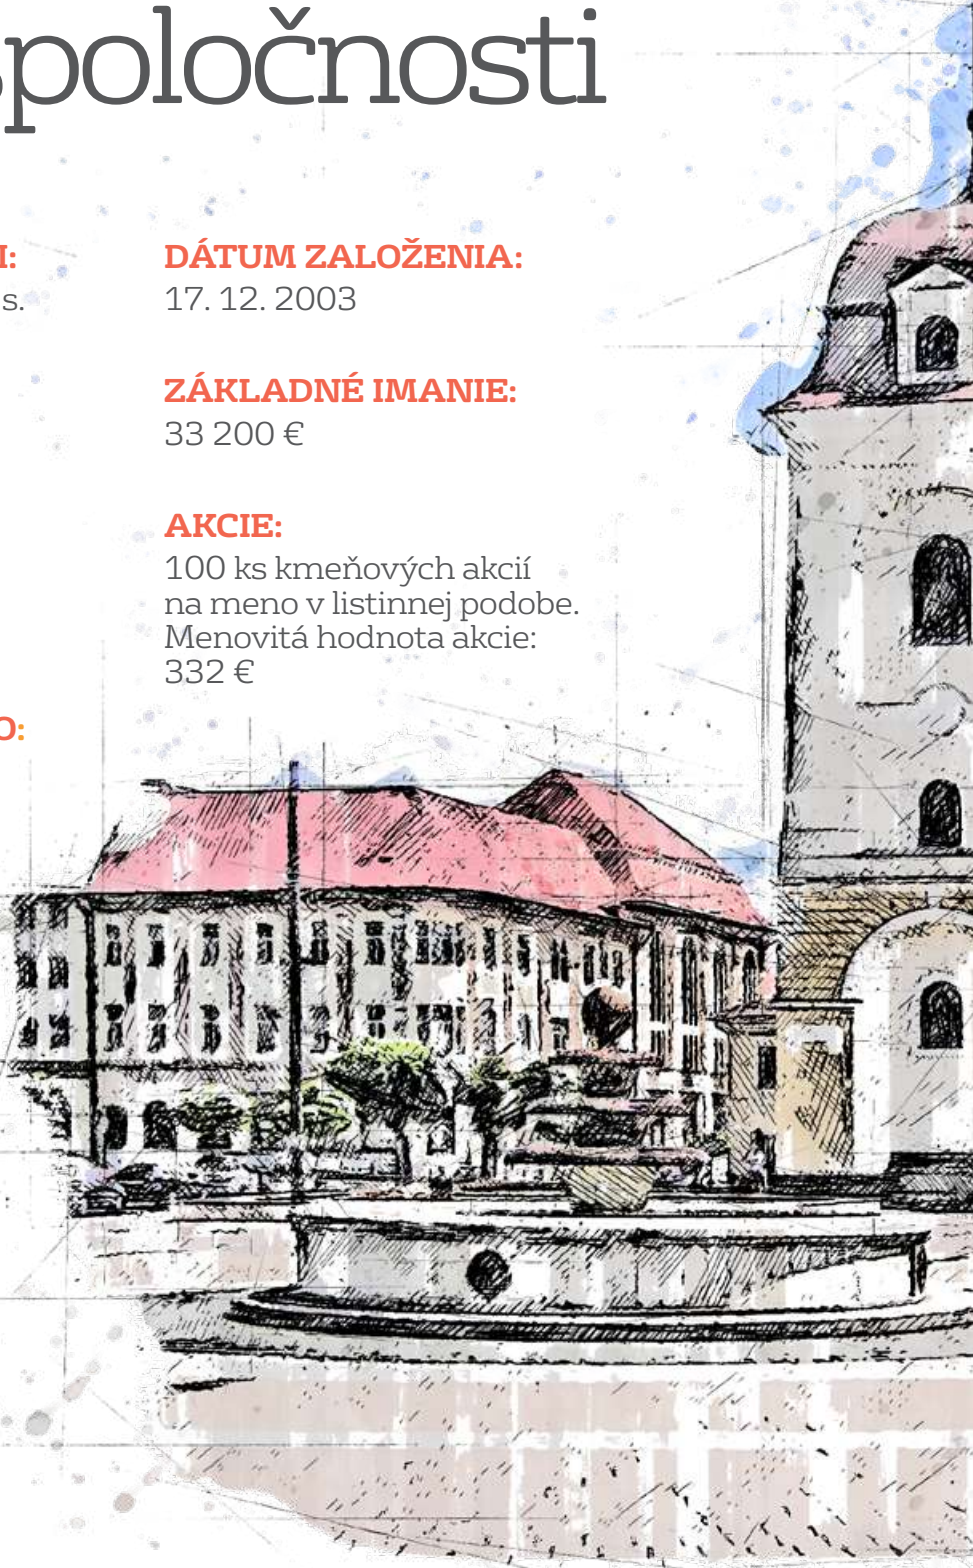 spoločnosti
I:
s.
O:
DÁTUM ZALOŽENIA:
17. 12. 2003
ZÁKLADNÉ IMANIE:
33 200 €
AKCIE:
100 ks kmeňových akcií
na meno v listinnej podobe.
Menovitá hodnota akcie:
332 €